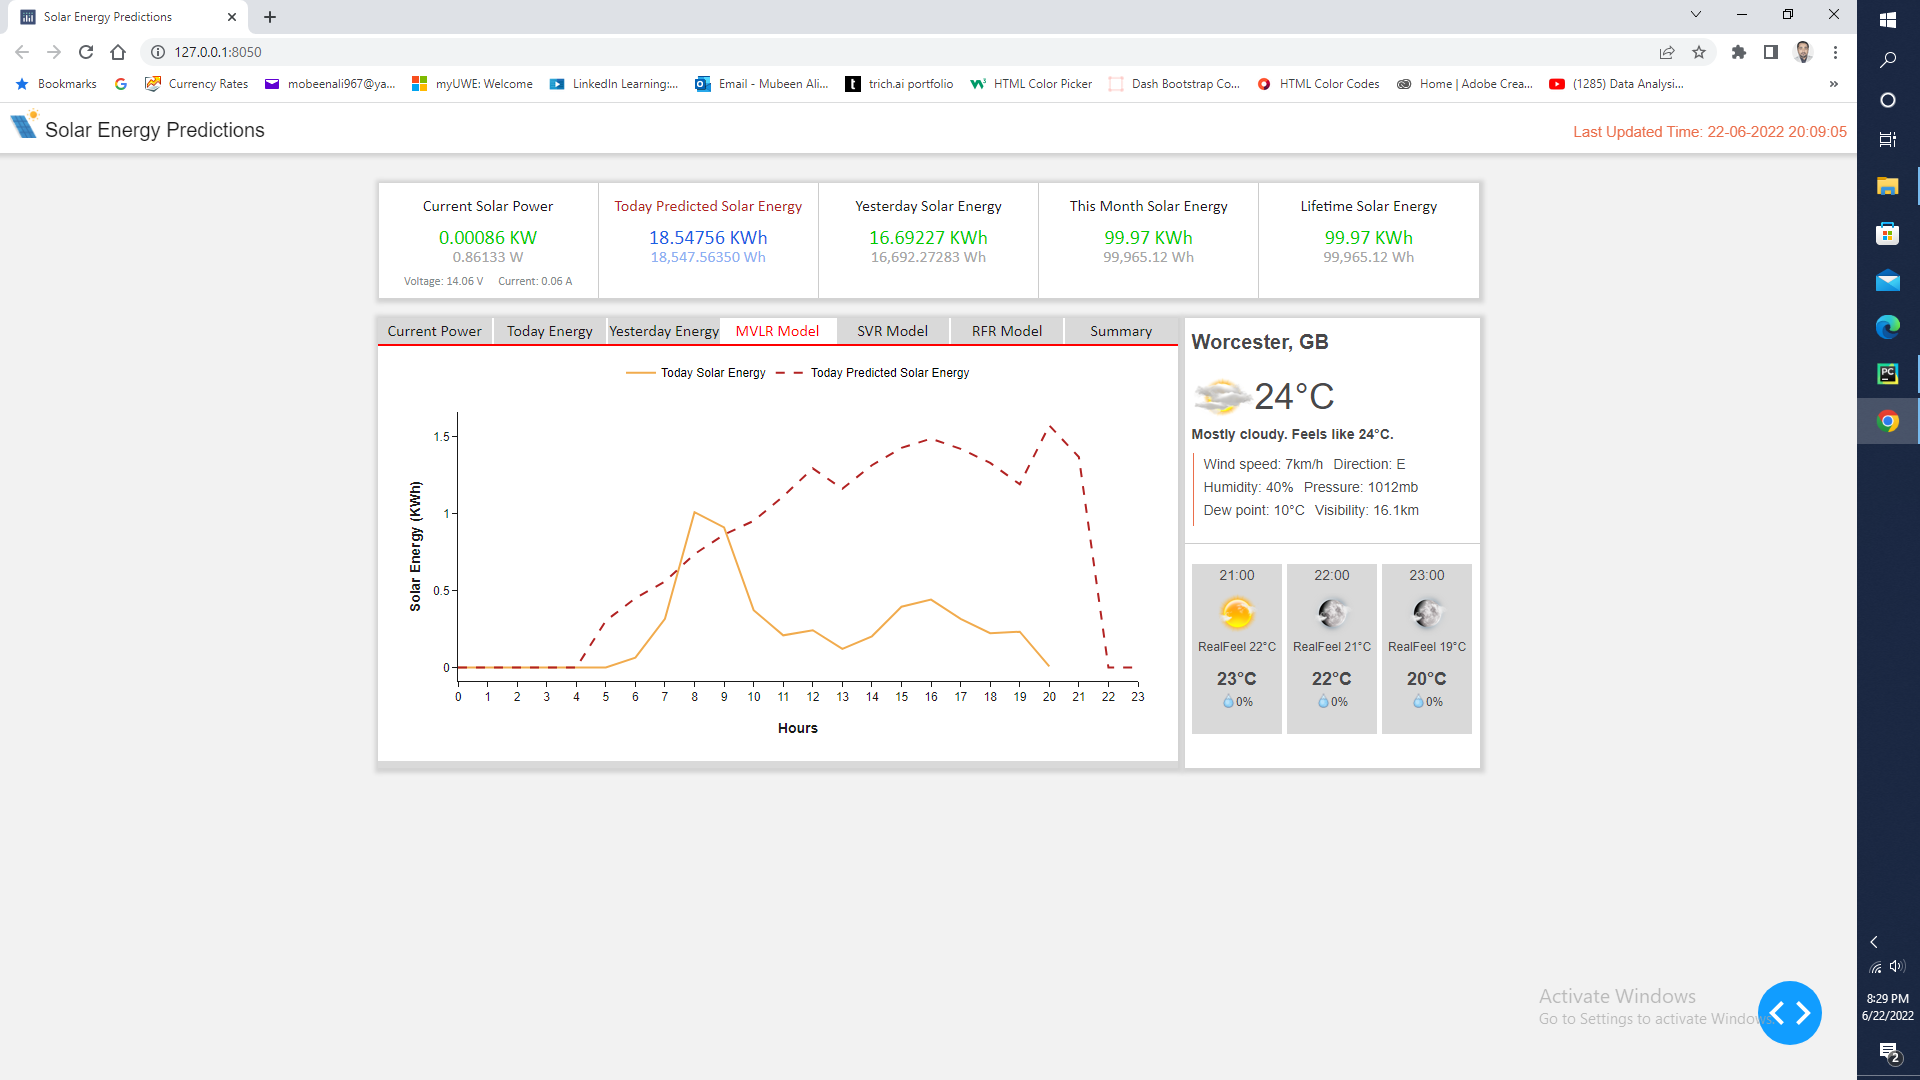 Solar Energy Predictions
127.0.0.1:8050
Bookmarks
Currency Rates
mobeenali967@ya...
myUWE: Welcome
LinkedIn Learning:...
Email - Mubeen Ali...
t trich.ai portfolio
HTML Color Picker
Dash Bootstrap Co...
HTML Color Codes
Home | Adobe Crea...
(1285) Data Analysi...
»
Solar Energy Predictions
Last Updated Time: 22-06-2022 20:09:05
Current Solar Power
0.00086 KW
0.86133 W
Voltage: 14.06 V Current: 0.06 A
Today Predicted Solar Energy
18.54756 KWh
18,547.56350 Wh
Yesterday Solar Energy
16.69227 KWh
16,692.27283 Wh
This Month Solar Energy
99.97 KWh
99,965.12 Wh
Lifetime Solar Energy
99.97 KWh
99,965.12 Wh
Current Power Today Energy Yesterday Energy MVLR Model SVR Model RFR Model Summary
Today Solar Energy Today Predicted Solar Energy
Solar Energy (KWh)
1.5
1
0.5
0
0 1 2 3 4 5 6 7 8 9 10 11 12 13 14 15 16 17 18 19 20 21 22 23
Hours
Worcester, GB
24°C
Mostly cloudy. Feels like 24°C.
Wind speed: 7km/h Direction: E
Humidity: 40% Pressure: 1012mb
Dew point: 10°C Visibility: 16.1km
21:00
RealFeel 22°C
23°C
0%
22:00
RealFeel 21°C
22°C
0%
23:00
RealFeel 19°C
20°C
0%
Activate Windows
Go to Settings to activate Windows.
PC
8:29 PM
6/22/2022
2